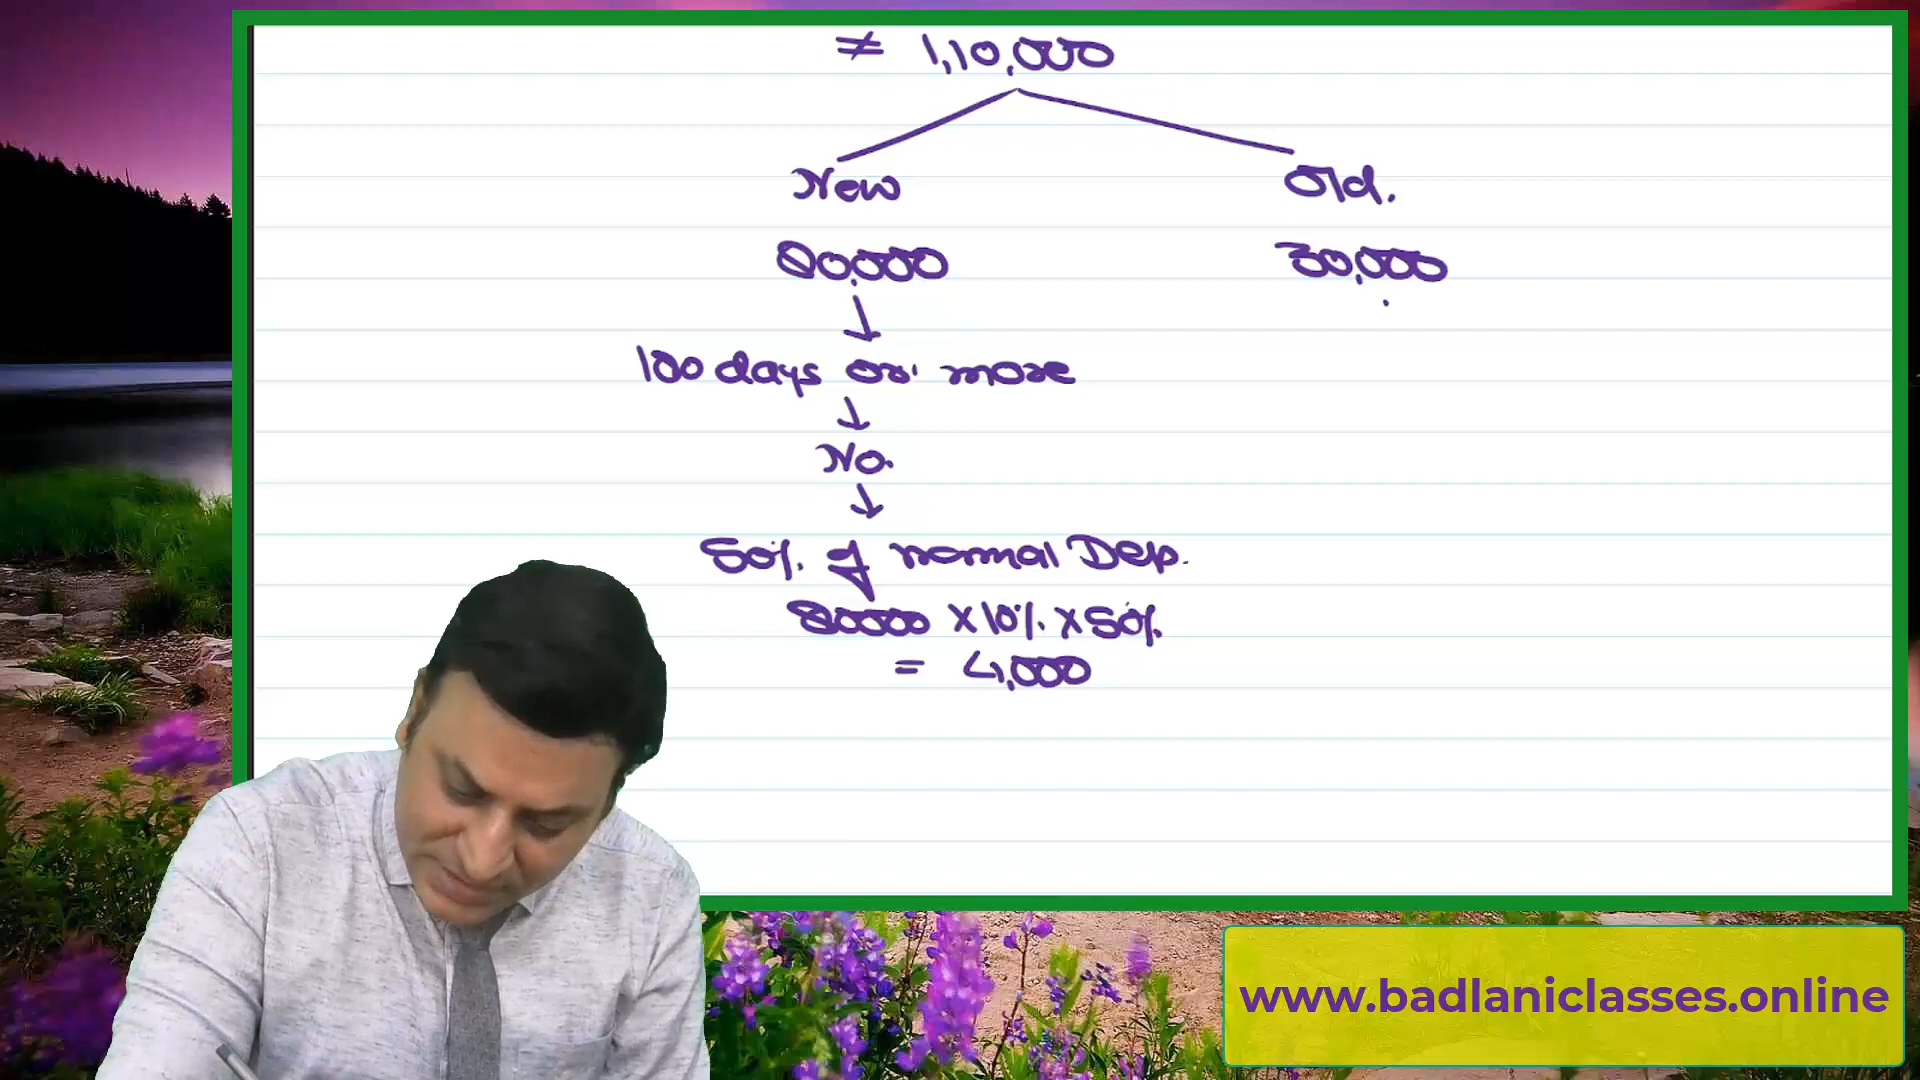 ≠ 1,10,000
New Old.
80,000 30,000
↓
100 days or more
↓
No.
↓
50% of normal Dep.
80000 x 10% x 50%
= 4,000
www.badlaniclasses.online